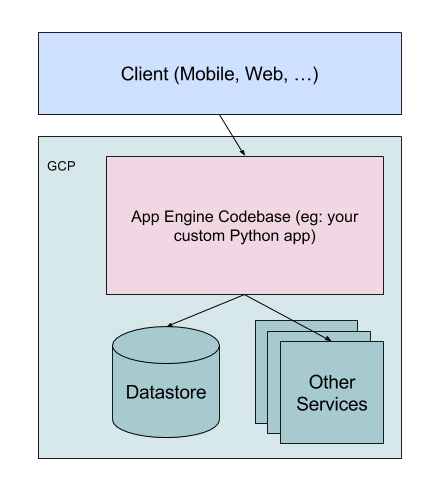 Client (Mobile, Web, …)
GCP
App Engine Codebase (eg: your
custom Python app)
Datastore
Other
Services